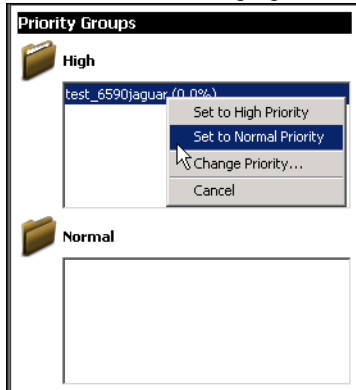 Priority Groups
High
test_6590jaguar (0.0%)
Set to High Priority
Set to Normal Priority
Change Priority...
Cancel
Normal